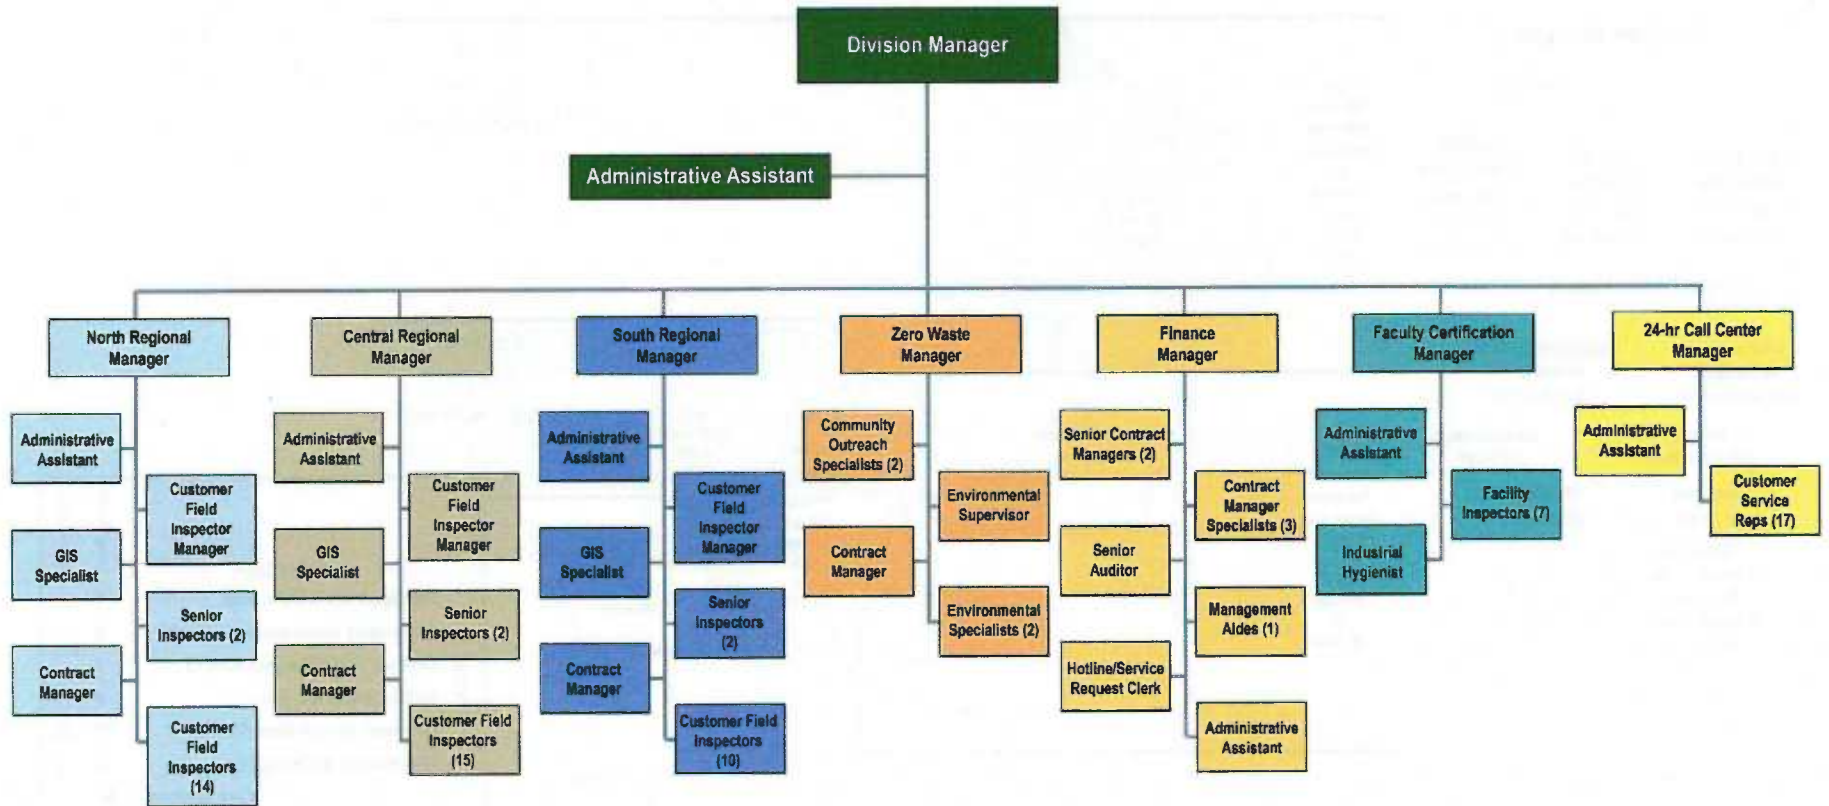 Division Manager
Administrative Assistant
North Regional
Manager
Central Regional
Manager
South Regional
Manager
Zero Waste
Manager
Finance
Manager
Faculty Certification
Manager
24-hr Call Center
Manager
Administrative
Assistant
Customer
Field
Inspector
Manager
GIS
Specialist
Senior
Inspectors (2)
Contract
Manager
Customer
Field
Inspectors
(14)
Administrative
Assistant
Customer
Field
Inspector
Manager
GIS
Specialist
Senior
Inspectors (2)
Contract
Manager
Customer Field
Inspectors
(15)
Administrative
Assistant
Customer
Field
Inspector
Manager
GIS
Specialist
Senior
Inspectors
(2)
Contract
Manager
Customer Field
Inspectors
(10)
Community
Outreach
Specialists (2)
Environmental
Supervisor
Contract
Manager
Environmental
Specialists (2)
Senior Contract
Managers (2)
Contract
Manager
Specialists (3)
Senior
Auditor
Management
Aides (1)
Hotline/Service
Request Clerk
Administrative
Assistant
Administrative
Assistant
Facility
Inspectors (7)
Industrial
Hygienist
Administrative
Assistant
Customer
Service
Reps (17)